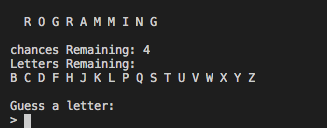 R O G R A M M I N G
chances Remaining: 4
Letters Remaining:
B C D F H J K L P Q S T U V W X Y Z
Guess a letter:
>